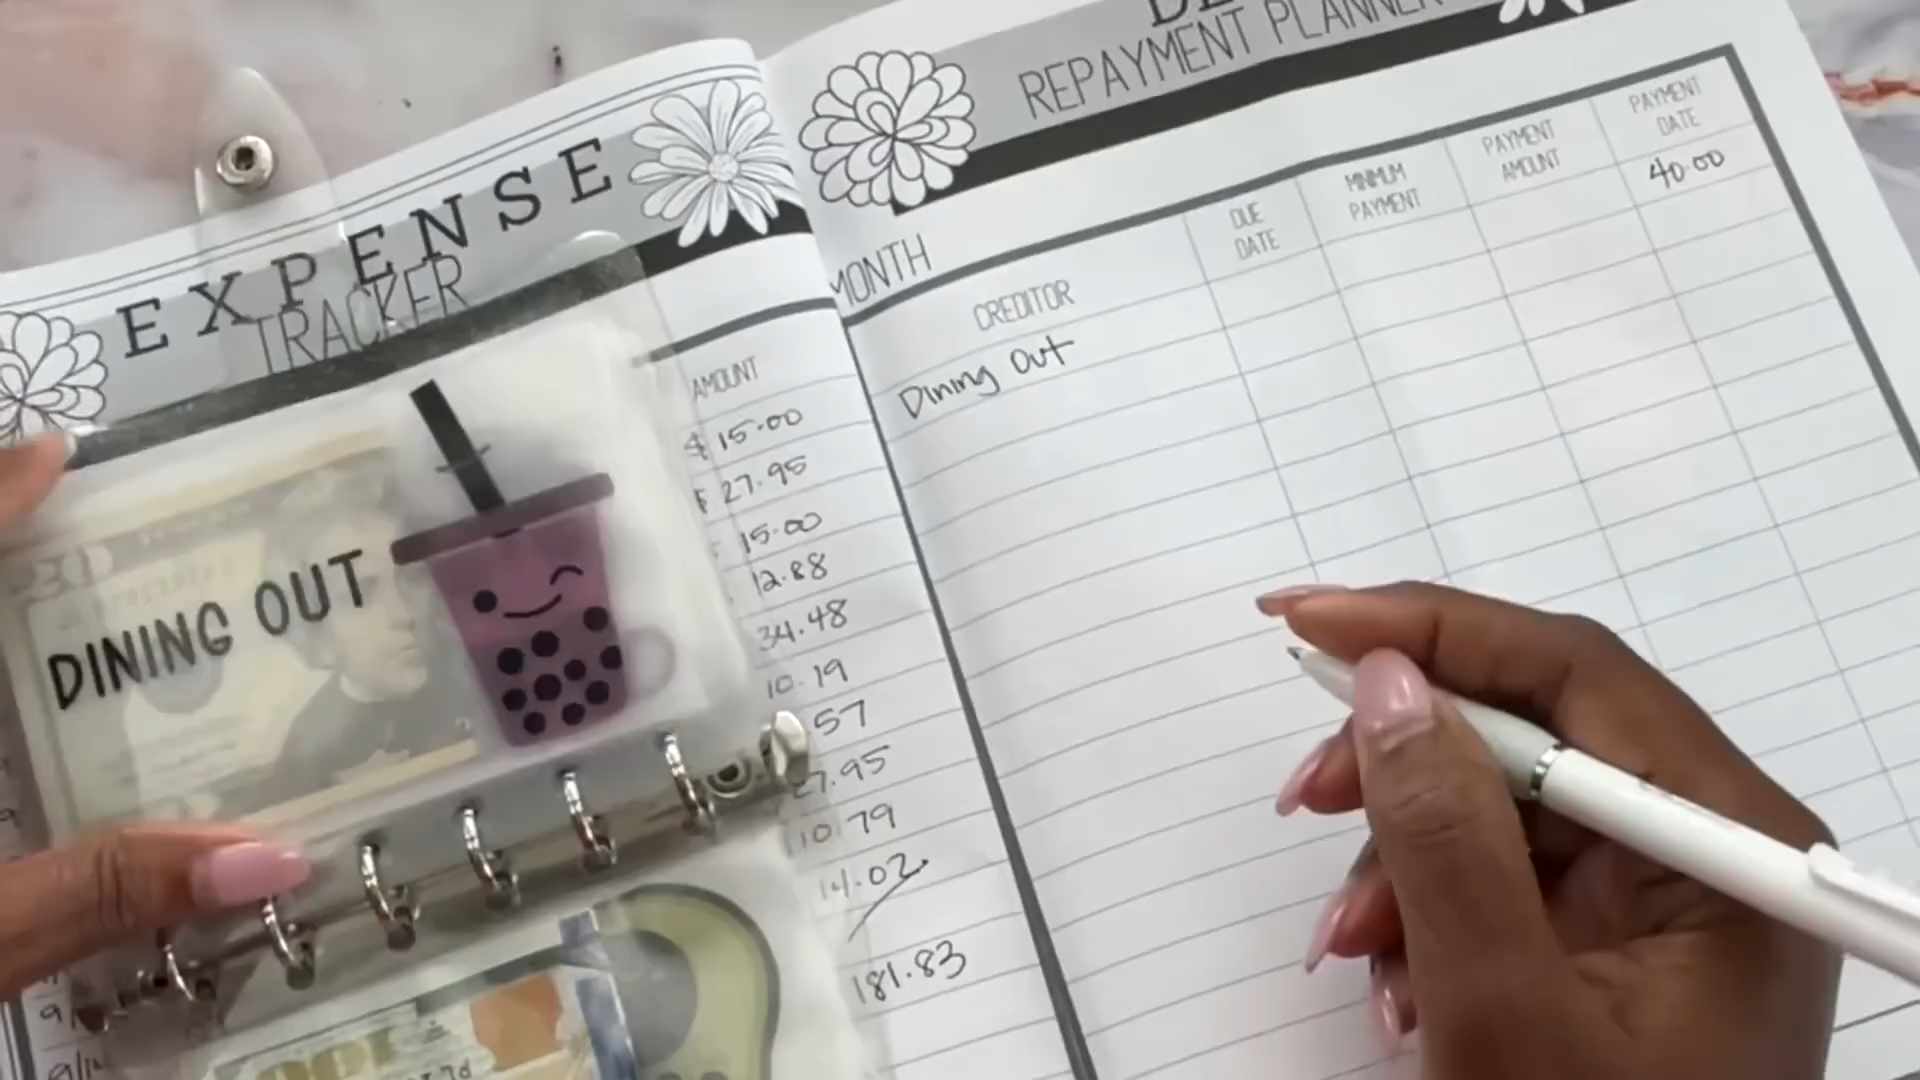 EXPENSE
TRACKER
AMOUNT
$ 15.00
$ 27.95
15.00
12.88
34.48
10.19
57
27.95
10.79
14.02
181.83
DINING OUT
REPAYMENT PLANNER
MONTH
CREDITOR
DUE DATE
MINIMUM PAYMENT
PAYMENT AMOUNT
PAYMENT DATE
Dining Out
40.00